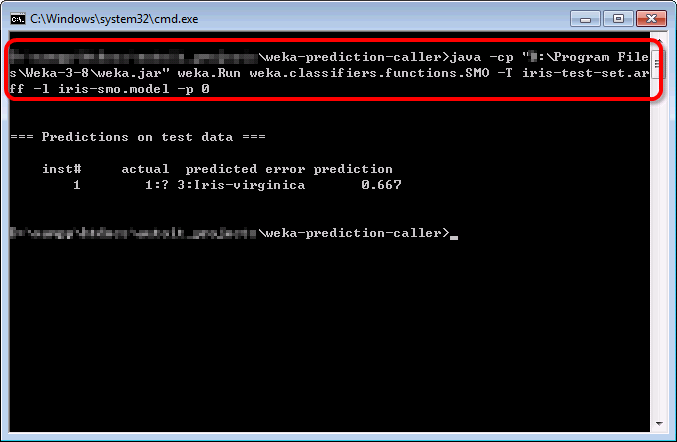 C:\Windows\system32\cmd.exe
\weka-prediction-caller>java -cp ":\Program File
s\Weka-3-8\weka.jar" weka.Run weka.classifiers.functions.SMO -T iris-test-set.ar
ff -l iris-smo.model -p 0
=== Predictions on test data ===
inst# actual predicted error prediction
1 1:? 3:Iris-virginica 0.667
\weka-prediction-caller>_